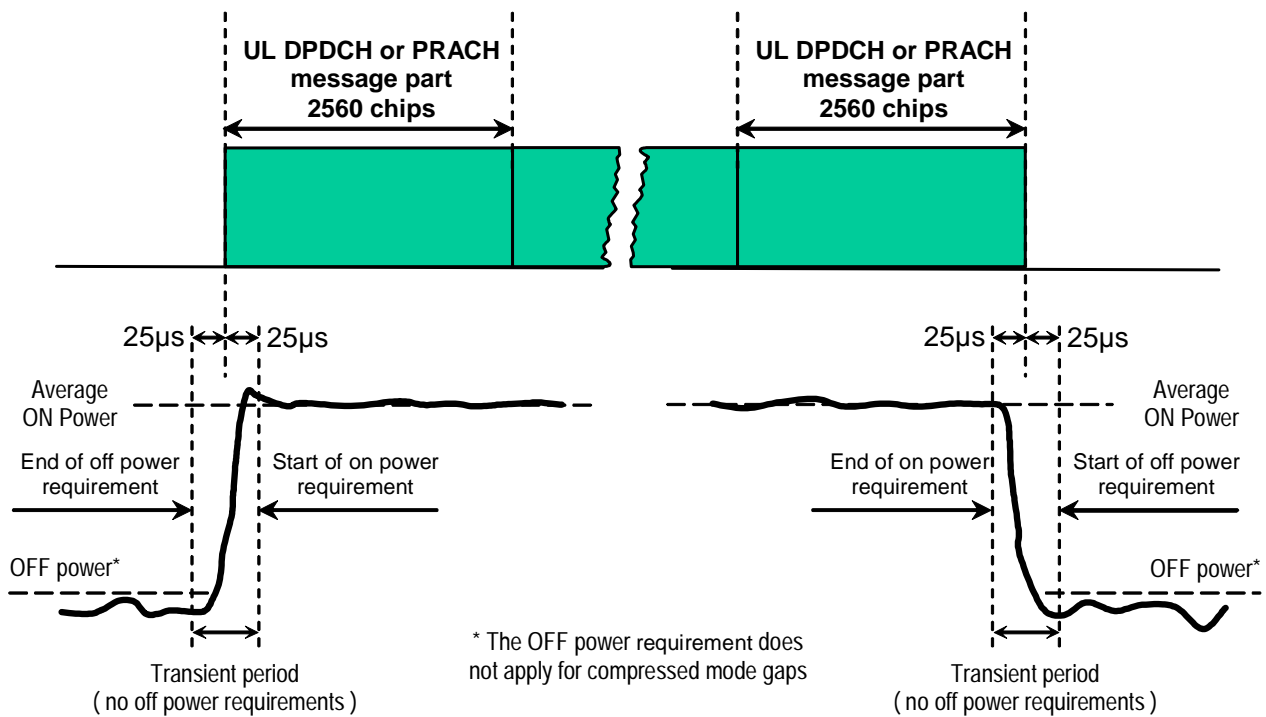 UL DPDCH or PRACH
message part
2560 chips
UL DPDCH or PRACH
message part
2560 chips
25µs
25µs
25µs
25µs
Average
ON Power
Average
ON Power
End of off power
requirement
Start of on power
requirement
End of on power
requirement
Start of off power
requirement
OFF power*
OFF power*
* The OFF power requirement does
not apply for compressed mode gaps
Transient period
( no off power requirements )
Transient period
( no off power requirements )